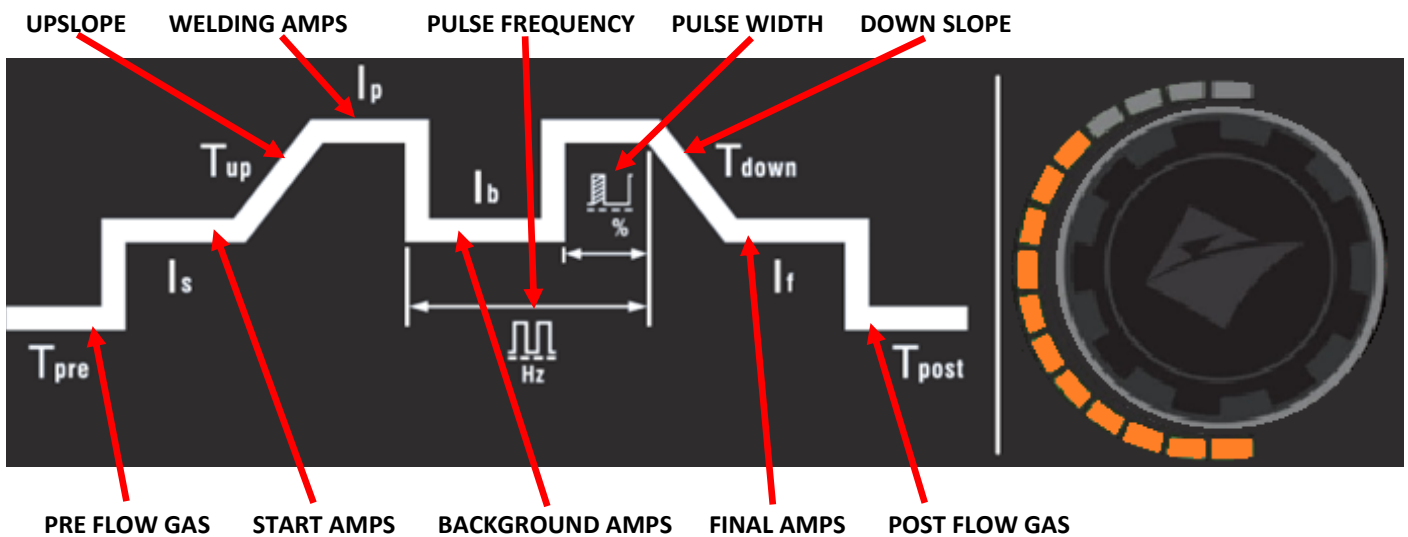 UPSLOPE WELDING AMPS PULSE FREQUENCY PULSE WIDTH DOWN SLOPE
Ip
Tup
Ib
Tdown
%
Is
If
Hz
Tpre
Tpost
PRE FLOW GAS START AMPS BACKGROUND AMPS FINAL AMPS POST FLOW GAS